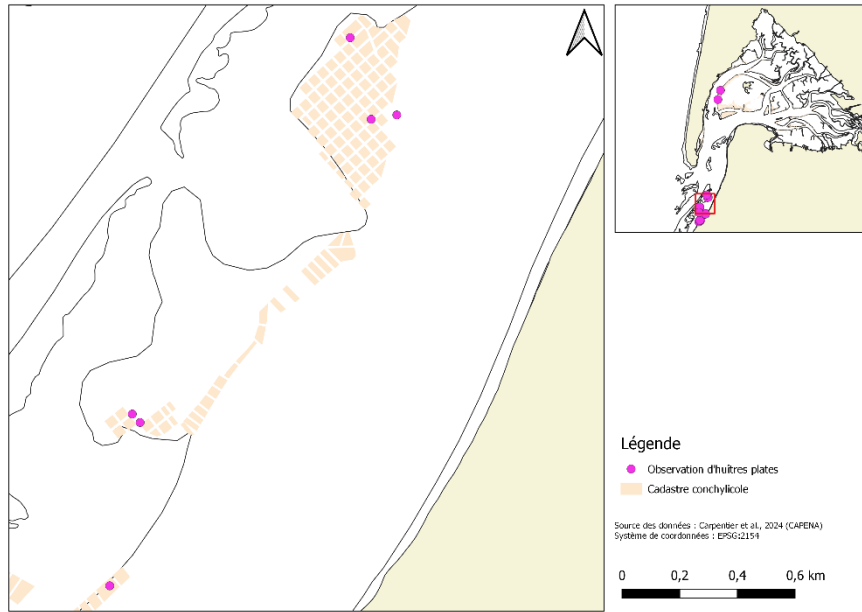 Légende
Observation d'huîtres plates
Cadastre conchylicole
Source des données : Carpentier et al., 2024 (CAPENA)
Système de coordonnées : EPSG:2154
0 0,2 0,4 0,6 km